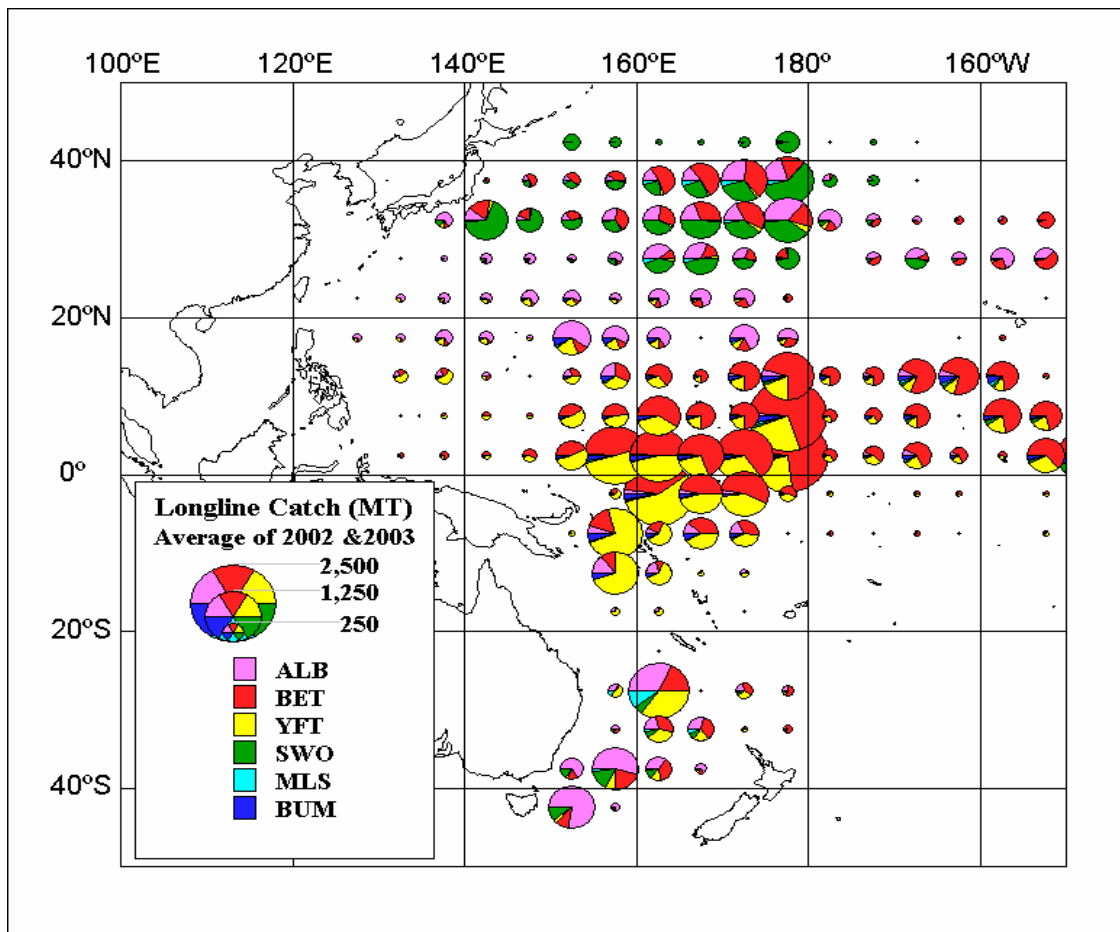 100ºE 120ºE 140ºE 160ºE 180º 160ºW
40ºN
20ºN
0º
20ºS
40ºS
Longline Catch (MT)
Average of 2002 &2003
2,500
1,250
250
ALB
BET
YFT
SWO
MLS
BUM